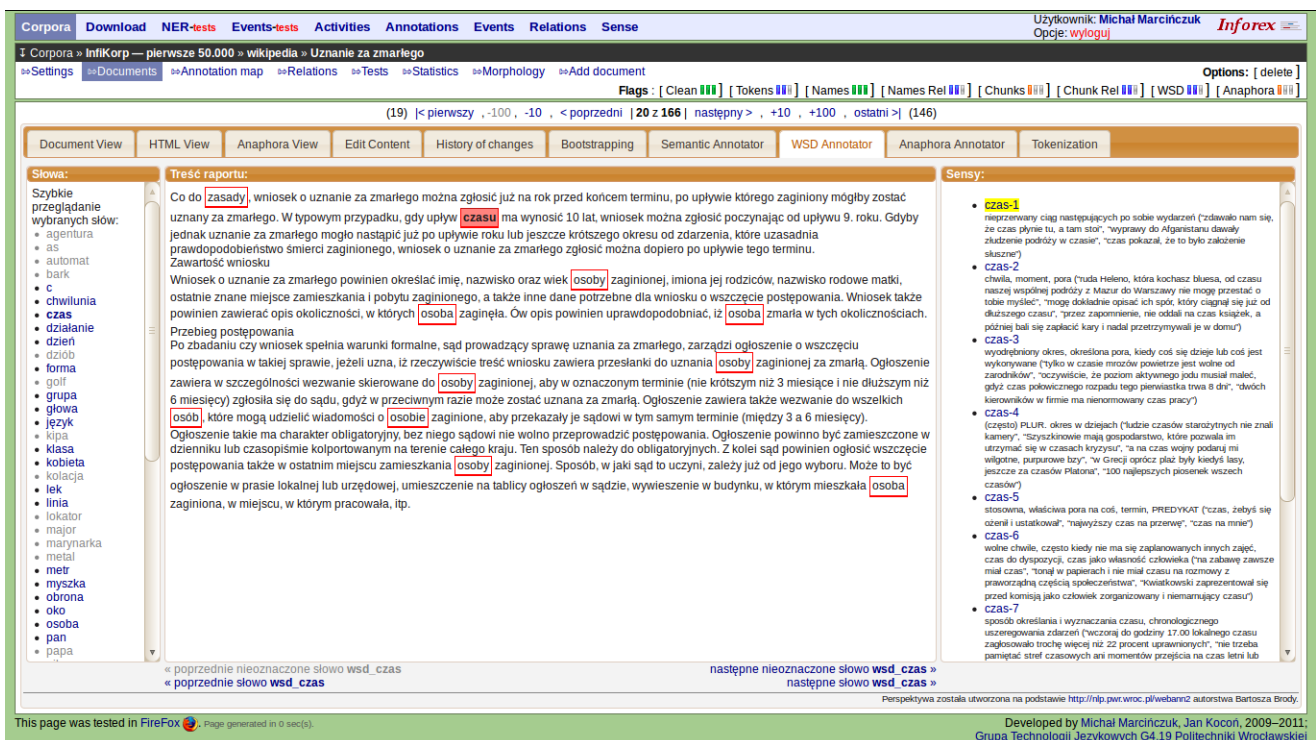 Corpora Download NER-tests Events-tests Activities Annotations Events Relations Sense
Użytkownik: Michał Marcińczuk
Opcje: wyloguj
Inforex
↧ Corpora » InfiKorp — pierwsze 50.000 » wikipedia » Uznanie za zmarłego
⇰Settings ⇰Documents ⇰Annotation map ⇰Relations ⇰Tests ⇰Statistics ⇰Morphology ⇰Add document
Options: [ delete ]
Flags : [ Clean ] [ Tokens ] [ Names ] [ Names Rel ] [ Chunks ] [ Chunk Rel ] [ WSD ] [ Anaphora ]
(19) |< pierwszy , -100 , -10 , < poprzedni | 20 z 166 | następny > , +10 , +100 , ostatni >| (146)
Document View HTML View Anaphora View Edit Content History of changes Bootstrapping Semantic Annotator WSD Annotator Anaphora Annotator Tokenization
Słowa:
Szybkie
przeglądanie
wybranych słów:
agentura
as
automat
bark
c
chwilunia
czas
działanie
dzień
dziób
forma
golf
grupa
głowa
język
kipa
klasa
kobieta
kolacja
lek
linia
lokator
major
marynarka
metal
metr
myszka
obrona
oko
osoba
pan
papa
Treść raportu:
Co do zasady, wniosek o uznanie za zmarłego można zgłosić już na rok przed końcem terminu, po upływie którego zaginiony mógłby zostać
uznany za zmarłego. W typowym przypadku, gdy upływ czasu ma wynosić 10 lat, wniosek można zgłosić poczynając od upływu 9. roku. Gdyby
jednak uznanie za zmarłego mogło nastąpić już po upływie roku lub jeszcze krótszego okresu od zdarzenia, które uzasadnia
prawdopodobieństwo śmierci zaginionego, wniosek o uznanie za zmarłego zgłosić można dopiero po upływie tego terminu.
Zawartość wniosku
Wniosek o uznanie za zmarłego powinien określać imię, nazwisko oraz wiek osoby zaginionej, imiona jej rodziców, nazwisko rodowe matki,
ostatnie znane miejsce zamieszkania i pobytu zaginionego, a także inne dane potrzebne dla wniosku o wszczęcie postępowania. Wniosek także
powinien zawierać opis okoliczności, w których osoba zaginęła. Ów opis powinien uprawdopodobniać, iż osoba zmarła w tych okolicznościach.
Przebieg postępowania
Po zbadaniu czy wniosek spełnia warunki formalne, sąd prowadzący sprawę uznania za zmarłego, zarządzi ogłoszenie o wszczęciu
postępowania w takiej sprawie, jeżeli uzna, iż rzeczywiście treść wniosku zawiera przesłanki do uznania osoby zaginionej za zmarłą. Ogłoszenie
zawiera w szczególności wezwanie skierowane do osoby zaginionej, aby w oznaczonym terminie (nie krótszym niż 3 miesiące i nie dłuższym niż
6 miesięcy) zgłosiła się do sądu, gdyż w przeciwnym razie może zostać uznana za zmarłą. Ogłoszenie zawiera także wezwanie do wszelkich
osób, które mogą udzielić wiadomości o osobie zaginione, aby przekazały je sądowi w tym samym terminie (między 3 a 6 miesięcy).
Ogłoszenie takie ma charakter obligatoryjny, bez niego sądowi nie wolno przeprowadzić postępowania. Ogłoszenie powinno być zamieszczone w
dzienniku lub czasopiśmie kolportowanym na terenie całego kraju. Ten sposób należy do obligatoryjnych. Z kolei sąd powinien ogłosić wszczęcie
postępowania także w ostatnim miejscu zamieszkania osoby zaginionej. Sposób, w jaki sąd to uczyni, zależy już od jego wyboru. Może to być
ogłoszenie w prasie lokalnej lub urzędowej, umieszczenie na tablicy ogłoszeń w sądzie, wywieszenie w budynku, w którym mieszkała osoba
zaginiona, w miejscu, w którym pracowała, itp.
Sensy:
czas-1
nieprzerwany ciąg następujących po sobie wydarzeń ("zdawało nam się,
że czas płynie tu, a tam stoi", "wyprawy do Afganistanu dawały
złudzenie podróży w czasie", "czas pokazał, że to było założenie
słuszne")
czas-2
chwila, moment, pora ("ruda Heleno, która kochasz bluesa, od czasu
naszej wspólnej podróży z Mazur do Warszawy nie mogę przestać o
tobie myśleć", "mogę dokładnie opisać ich spór, który ciągnął się już od
dłuższego czasu", "przez zapomnienie, nie oddali na czas książek, a
później bali się zapłacić kary i nadal przetrzymywali je w domu")
czas-3
wyodrębniony okres, określona pora, kiedy coś się dzieje lub coś jest
wykonywane ("tylko w czasie mrozów powietrze jest wolne od
zarodników", "oczywiście, że poziom aktywnego jodu musiał maleć,
gdyż czas połowicznego rozpadu tego pierwiastka trwa 8 dni", "dwóch
kierowników w firmie ma nienormowany czas pracy")
czas-4
(często) PLUR. okres w dziejach ("ludzie czasów starożytnych nie znali
kamery", "Szyszkinowie mają gospodarstwo, które pozwala im
utrzymać się w czasach kryzysu", "a na czas wojny podaruj mi
wilgotne, purpurowe bzy", "w Grecji oprócz plaż były kiedyś lasy,
jeszcze za czasów Platona", "100 najlepszych piosenek wszech
czasów")
czas-5
stosowna, właściwa pora na coś, termin, PREDYKAT ("czas, żebyś się
ożenił i ustatkował", "najwyższy czas na przerwę", "czas na mnie")
czas-6
wolne chwile, często kiedy nie ma się zaplanowanych innych zajęć,
czas do dyspozycji, czas jako własność człowieka ("na zabawę zawsze
miał czas", "tonął w papierach i nie miał czasu na rozmowy z
praworządną częścią społeczeństwa", "Kwiatkowski zaprezentował się
przed komisją jako człowiek zorganizowany i niemarnujący czasu")
czas-7
sposób określania i wyznaczania czasu, chronologicznego
uszeregowania zdarzeń ("wczoraj do godziny 17.00 lokalnego czasu
zagłosowało trochę więcej niż 22 procent uprawnionych", "nie trzeba
pamiętać stref czasowych ani momentów przejścia na czas letni lub
« poprzednie nieoznaczone słowo wsd_czas
następne nieoznaczone słowo wsd_czas »
« poprzednie słowo wsd_czas
następne słowo wsd_czas »
Perspektywa została utworzona na podstawie http://nlp.pwr.wroc.pl/webann2 autorstwa Bartosza Brody.
This page was tested in FireFox . Page generated in 0 sec(s).
Developed by Michał Marcińczuk, Jan Kocoń, 2009–2011;
Grupa Technologii Językowych G4.19 Politechniki Wrocławskiej